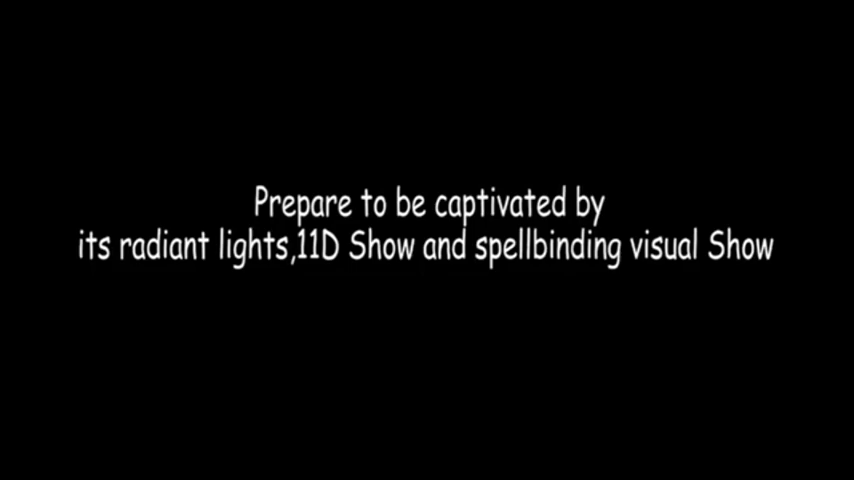 Prepare to be captivated by
its radiant lights,11D Show and spellbinding visual Show